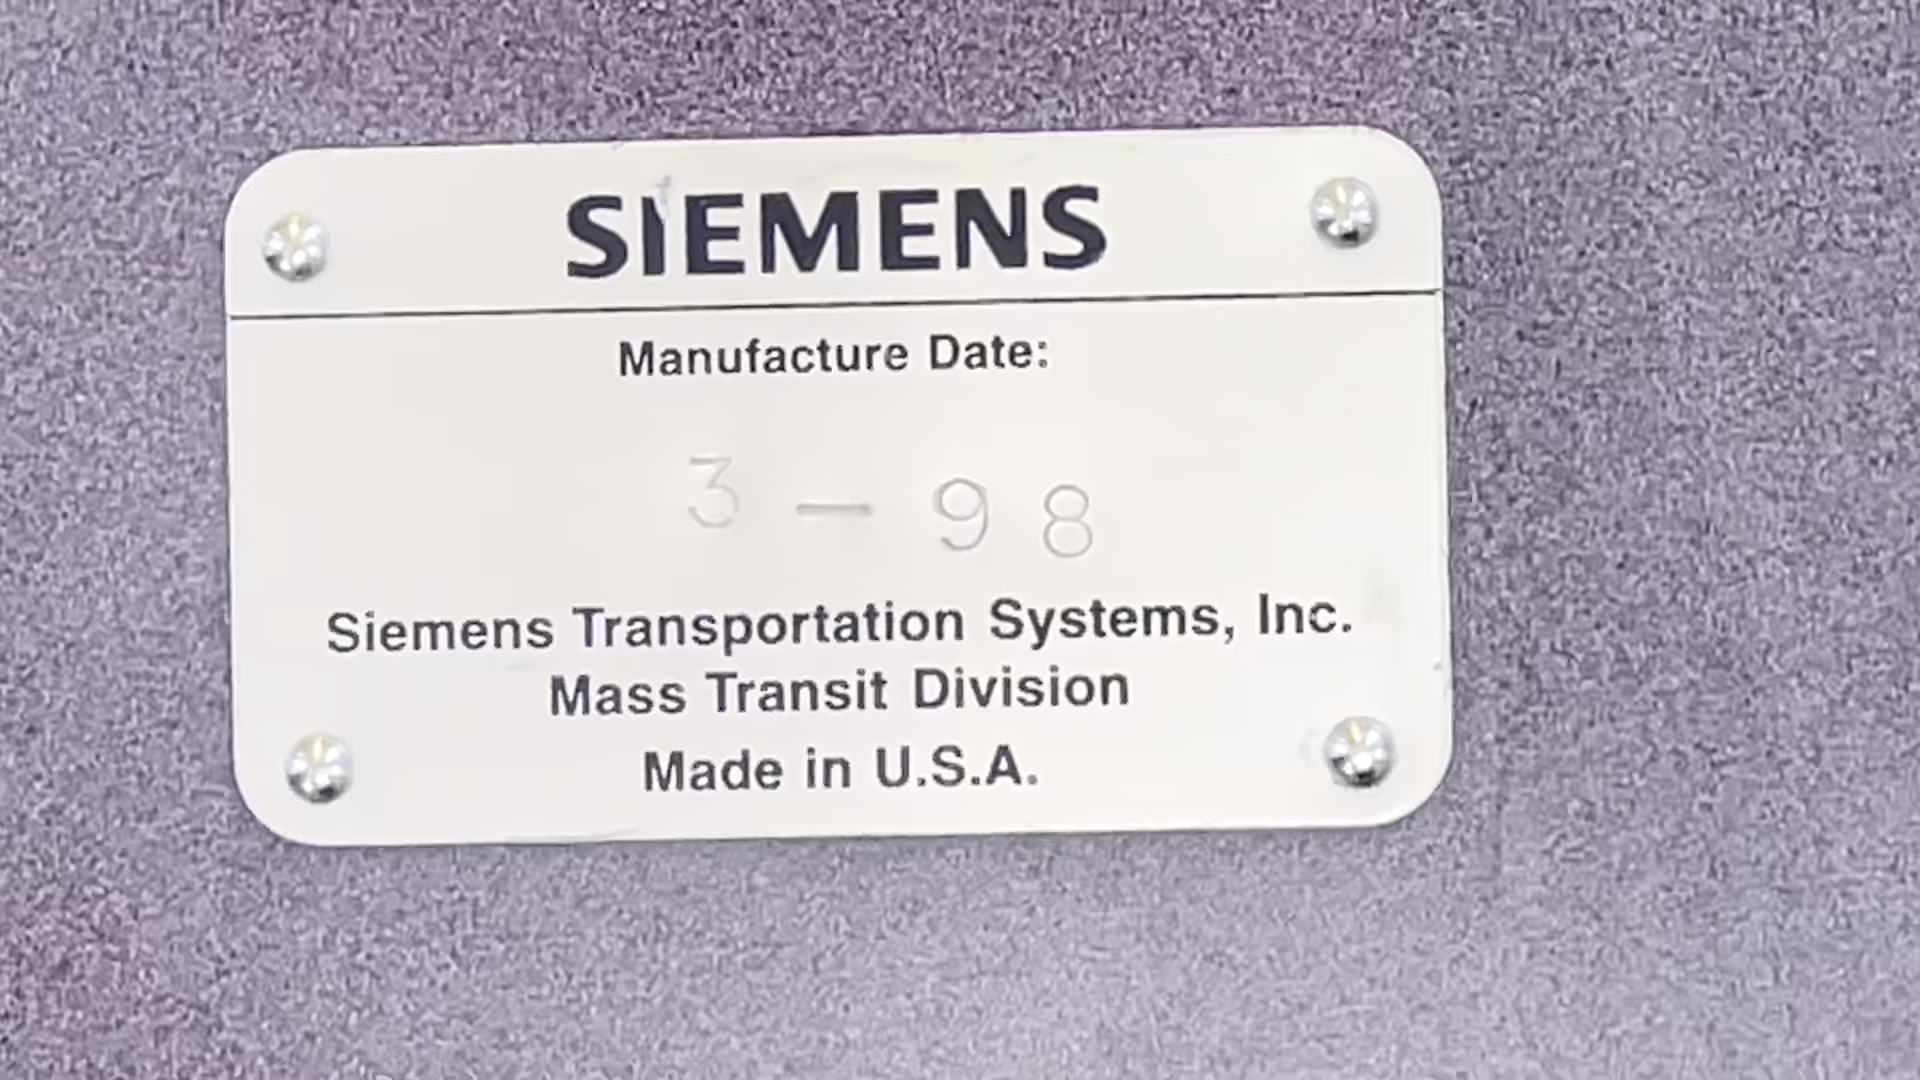 SIEMENS
Manufacture Date:
3 - 98
Siemens Transportation Systems, Inc.
Mass Transit Division
Made in U.S.A.